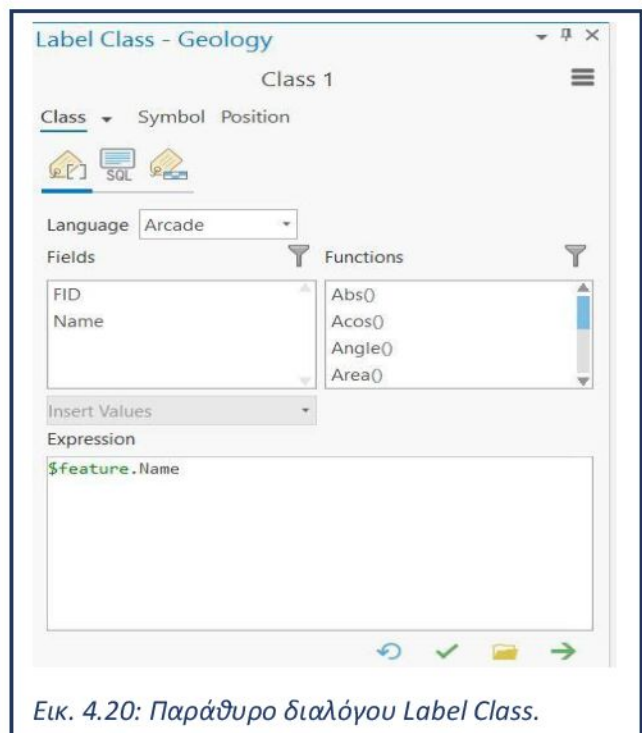 Label Class - Geology
Class 1
Class Symbol Position
SQL
Language Arcade
Fields Functions
FID Abs()
Name Acos()
Angle()
Area()
Insert Values
Expression
$feature.Name
Εικ. 4.20: Παράθυρο διαλόγου Label Class.